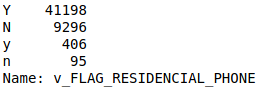 Y    41198
N     9296
y      406
n       95
Name: v_FLAG_RESIDENCIAL_PHONE